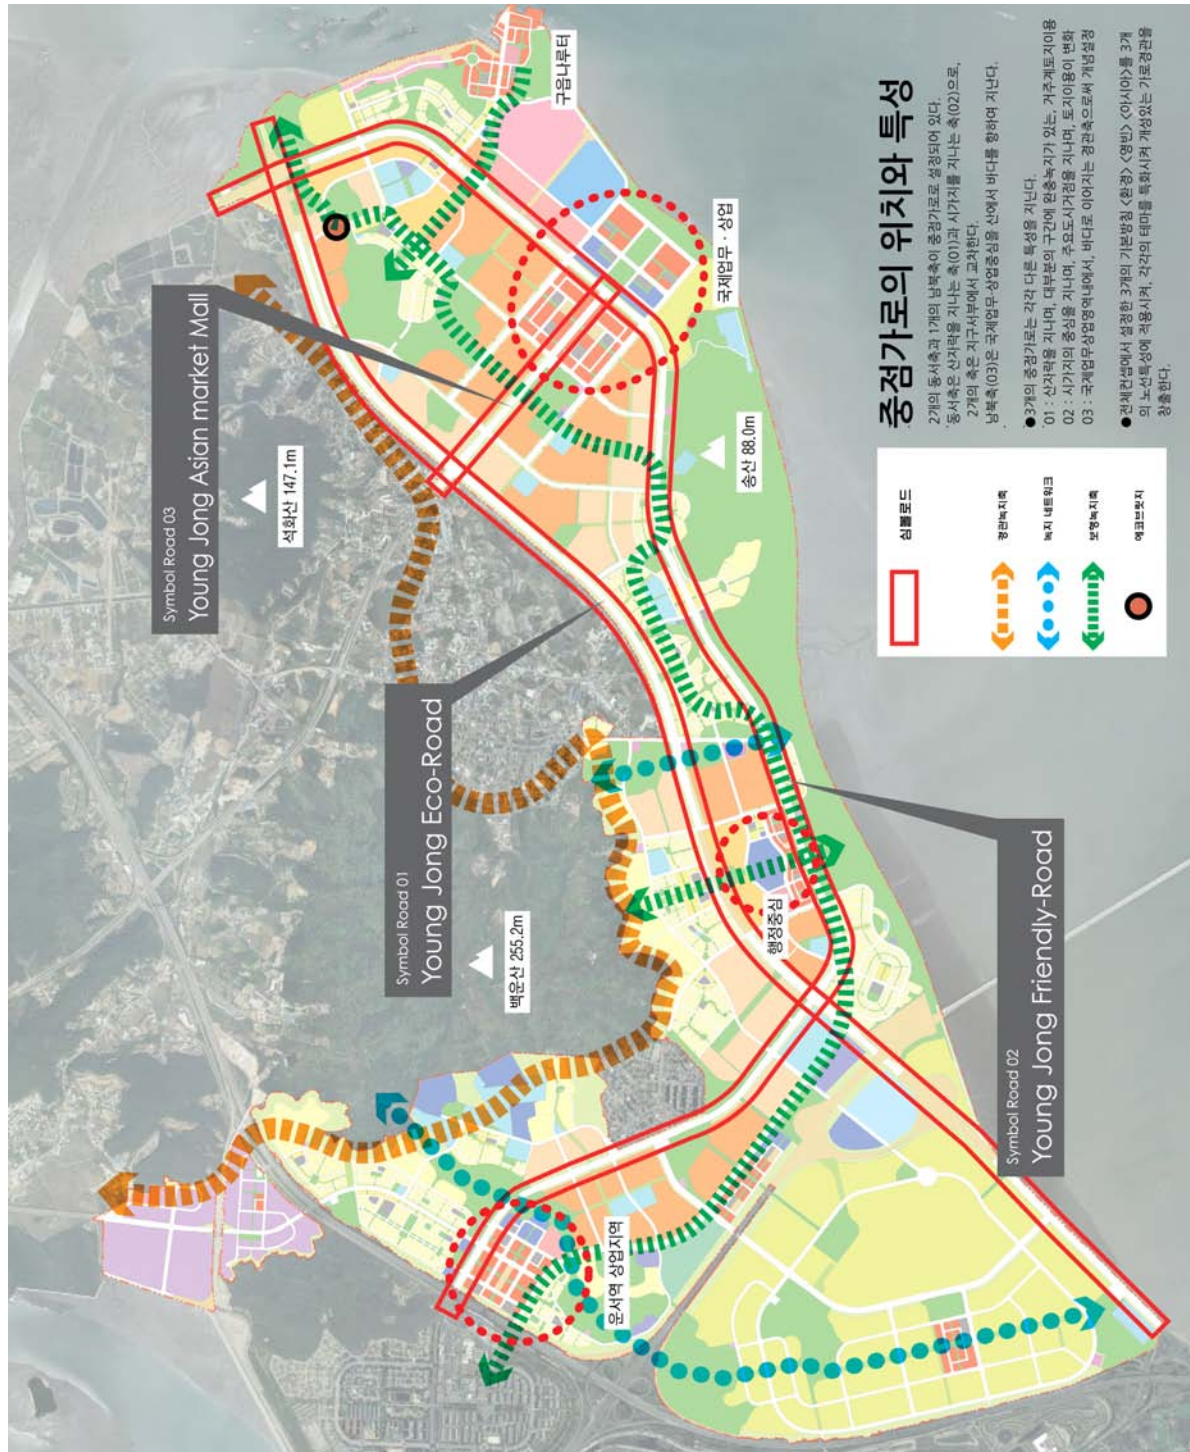 중점가로의 위치와 특성
2개의 동서축과 1개의 남북축이 중점가로로 설정되어 있다.
동서축은 산자락을 지나는 축(01)과 시가지를 지나는 축(02)으로,
2개의 축은 지구서부에서 교차한다.
남북축(03)은 국제업무·상업중심을 산에서 바다를 향하여 지난다.
●3개의 중점가로는 각각 다른 특성을 지닌다.
01 : 산자락을 지나며, 대부분의 구간에 완충녹지가 있는, 거주계토지이용
02 : 시가지의 중심을 지나며, 주요도시거점을 지나며, 토지이용이 변화
03 : 국제업무상업영역내에서, 바다로 이어지는 경관축으로써 개념설정
●전체컨셉에서 설정한 3개의 기본방침 <환경> <영빈> <아시아>를 3개
의 노선특성에 적용시켜, 각각의 테마를 특화시켜 개성있는 가로경관을
창출한다.
심볼로드
경관녹지축
녹지 네트워크
보행녹지축
에코브릿지
Symbol Road 03
Young Jong Asian market Mall
Symbol Road 01
Young Jong Eco-Road
Symbol Road 02
Young Jong Friendly-Road
석화산 147.1m
백운산 255.2m
송산 88.0m
구읍나루터
국제업무 · 상업
행정중심
운서역 상업지역